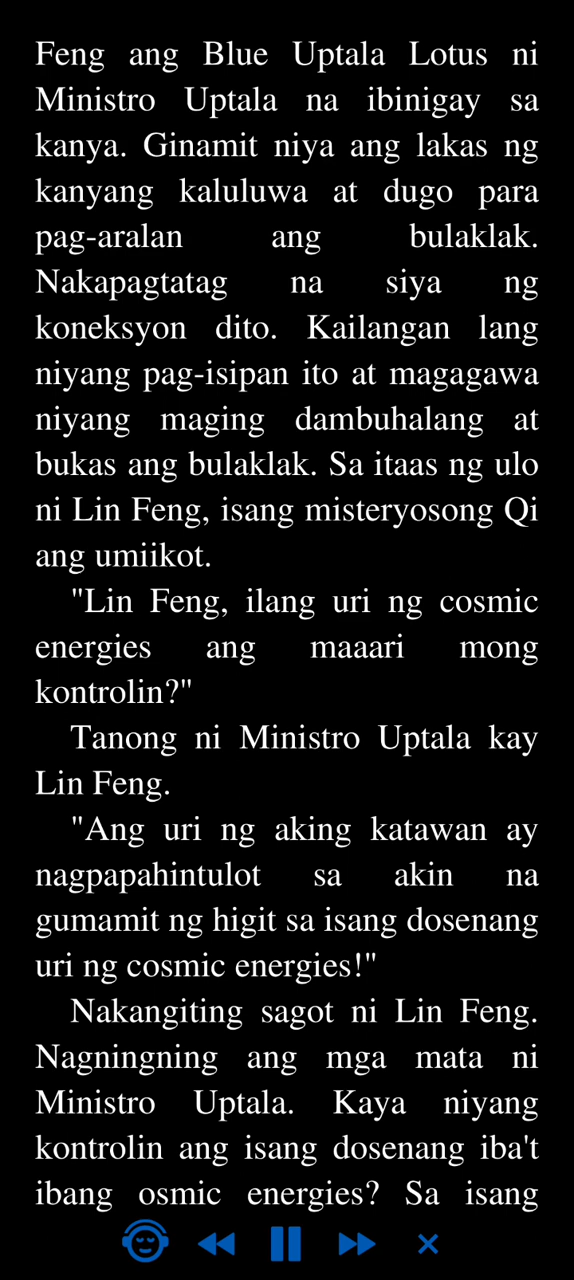 Feng ang Blue Uptala Lotus ni
Ministro Uptala na ibinigay sa
kanya. Ginamit niya ang lakas ng
kanyang kaluluwa at dugo para
pag-aralan ang bulaklak.
Nakapagtatag na siya ng
koneksyon dito. Kailangan lang
niyang pag-isipan ito at magagawa
niyang maging dambuhalang at
bukas ang bulaklak. Sa itaas ng ulo
ni Lin Feng, isang misteryosong Qi
ang umiikot.
"Lin Feng, ilang uri ng cosmic
energies ang maaari mong
kontrolin?"
Tanong ni Ministro Uptala kay
Lin Feng.
"Ang uri ng aking katawan ay
nagpapahintulot sa akin na
gumamit ng higit sa isang dosenang
uri ng cosmic energies!"
Nakangiting sagot ni Lin Feng.
Nagningning ang mga mata ni
Ministro Uptala. Kaya niyang
kontrolin ang isang dosenang iba't
ibang osmic energies? Sa isang